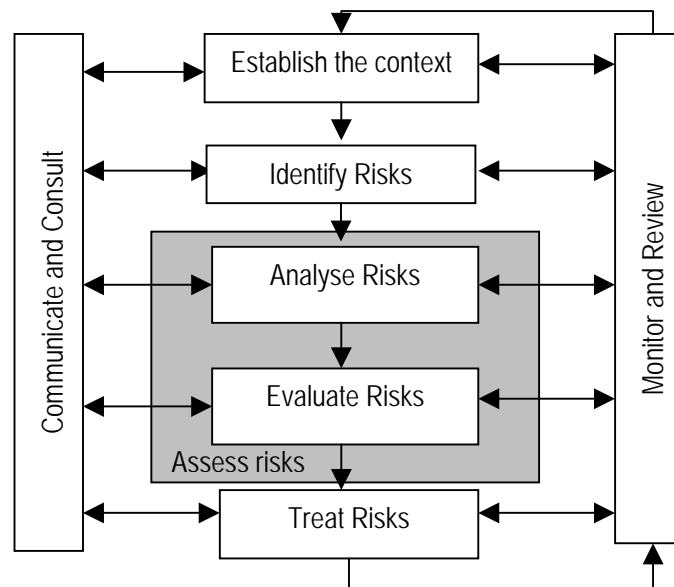 Establish the context
Identify Risks
Analyse Risks
Evaluate Risks
Assess risks
Treat Risks
Communicate and Consult
Monitor and Review